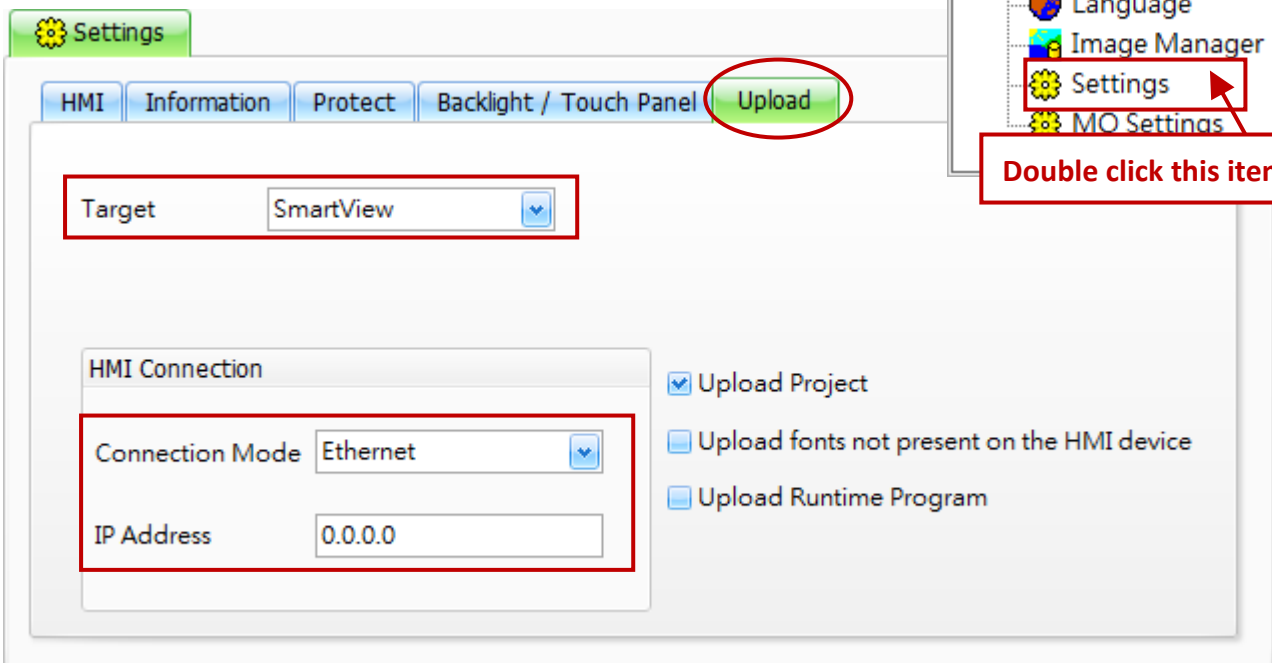 Settings
HMI Information Protect Backlight / Touch Panel Upload
Language
Image Manager
Settings
MO Settings
Double click this
Target SmartView
HMI Connection
Connection Mode Ethernet
IP Address 0.0.0.0
Upload Project
Upload fonts not present on the HMI device
Upload Runtime Program